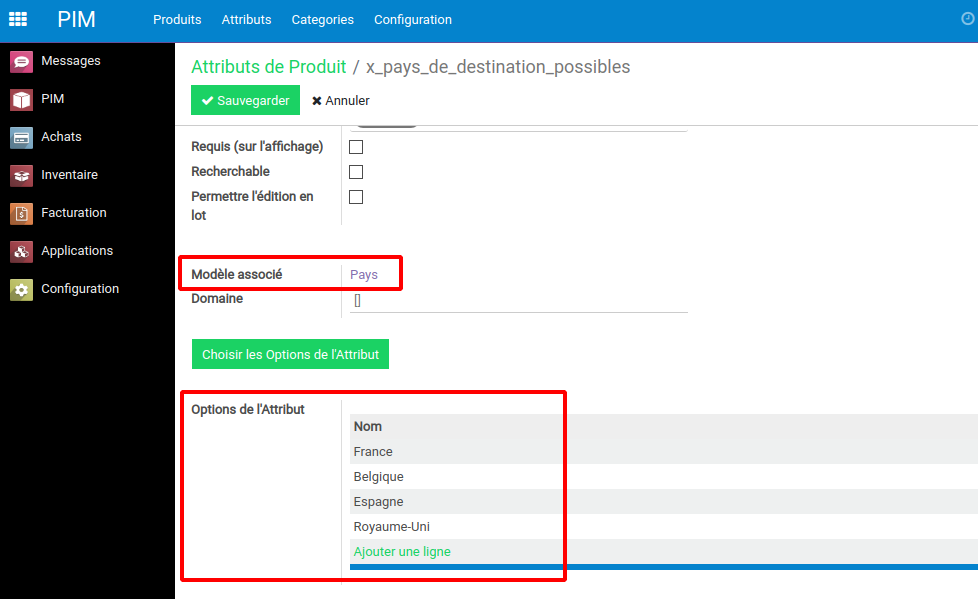 PIM Produits Attributs Categories Configuration
Messages
PIM
Achats
Inventaire
Facturation
Applications
Configuration
Attributs de Produit / x_pays_de_destination_possibles
Sauvegarder Annuler
Requis (sur l'affichage)
Recherchable
Permettre l'édition en
lot
Modèle associé Pays
Domaine []
Choisir les Options de l'Attribut
Options de l'Attribut
Nom
France
Belgique
Espagne
Royaume-Uni
Ajouter une ligne